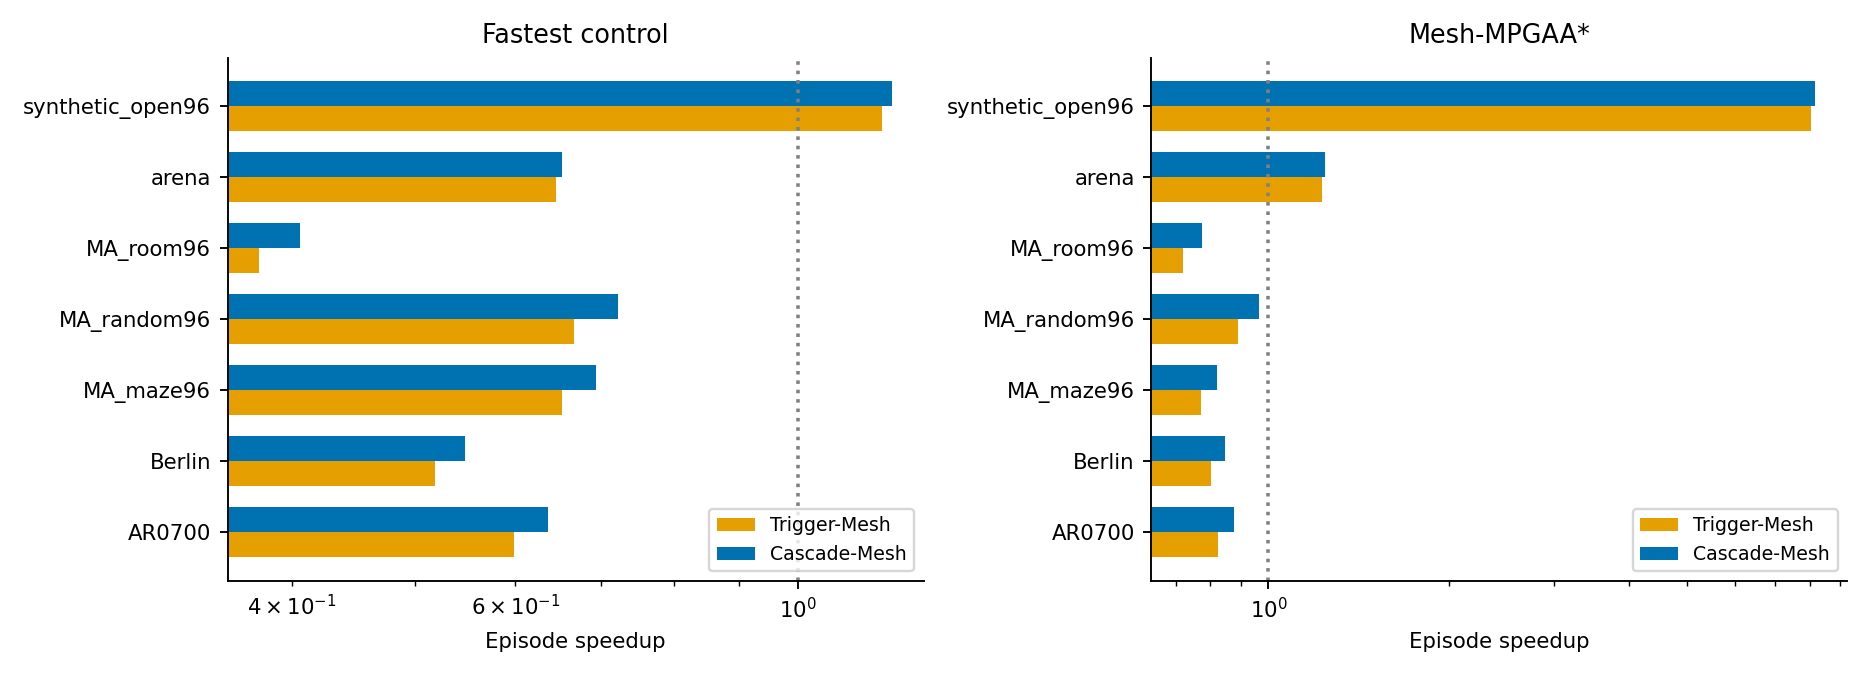 Fastest control
synthetic_open96
arena
MA_room96
MA_random96
MA_maze96
Berlin
AR0700
Trigger-Mesh
Cascade-Mesh
4 × 10⁻¹
6 × 10⁻¹
10⁰
Episode speedup
Mesh-MPGAA*
synthetic_open96
arena
MA_room96
MA_random96
MA_maze96
Berlin
AR0700
Trigger-Mesh
Cascade-Mesh
10⁰
Episode speedup